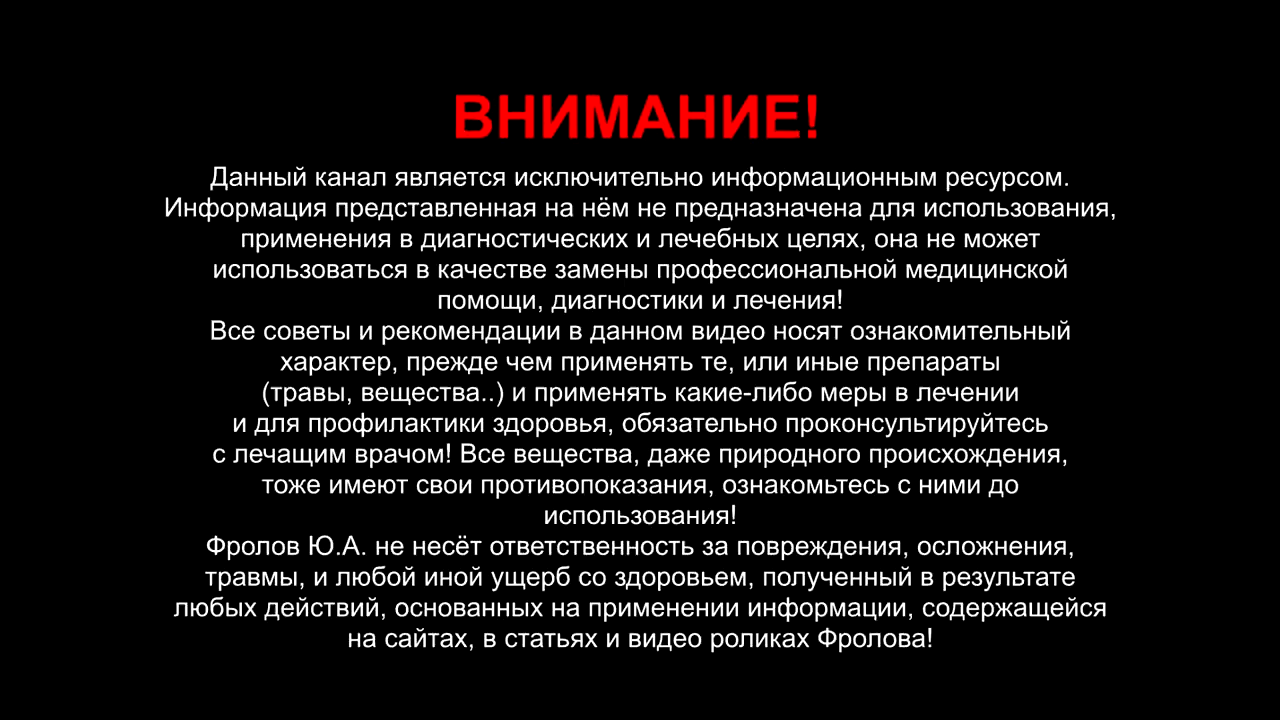 ВНИМАНИЕ!
Данный канал является исключительно информационным ресурсом.
Информация представленная на нём не предназначена для использования,
применения в диагностических и лечебных целях, она не может
использоваться в качестве замены профессиональной медицинской
помощи, диагностики и лечения!
Все советы и рекомендации в данном видео носят ознакомительный
характер, прежде чем применять те, или иные препараты
(травы, вещества..) и применять какие-либо меры в лечении
и для профилактики здоровья, обязательно проконсультируйтесь
с лечащим врачом! Все вещества, даже природного происхождения,
тоже имеют свои противопоказания, ознакомьтесь с ними до
использования!
Фролов Ю.А. не несёт ответственность за повреждения, осложнения,
травмы, и любой иной ущерб со здоровьем, полученный в результате
любых действий, основанных на применении информации, содержащейся
на сайтах, в статьях и видео роликах Фролова!